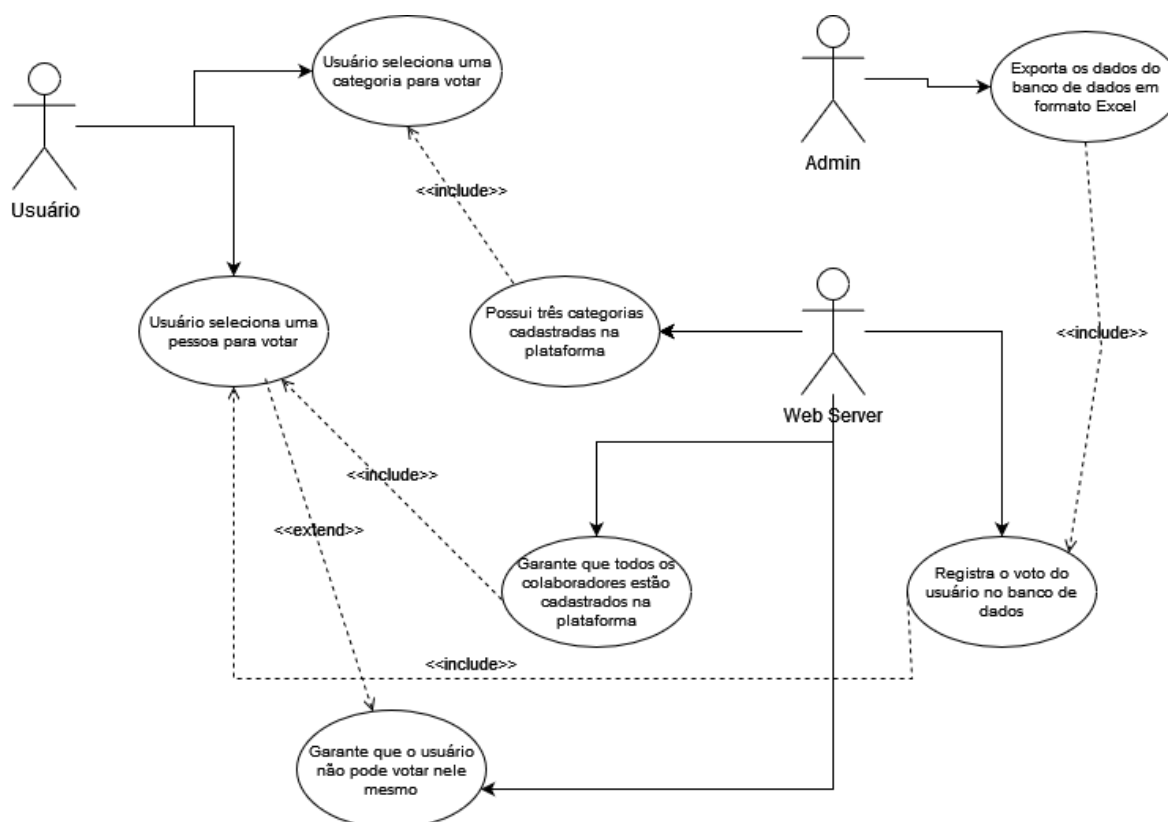 Usuário seleciona uma
categoria para votar
Exporta os dados do
banco de dados em
formato Excel
Admin
Usuário
<<include>>
Usuário seleciona uma
pessoa para votar
Possui três categorias
cadastradas na
plataforma
<<include>>
Web Server
<<include>>
<<extend>>
Garante que todos os
colaboradores estão
cadastrados na
plataforma
Registra o voto do
usuário no banco de
dados
<<include>>
Garante que o usuário
não pode votar nele
mesmo